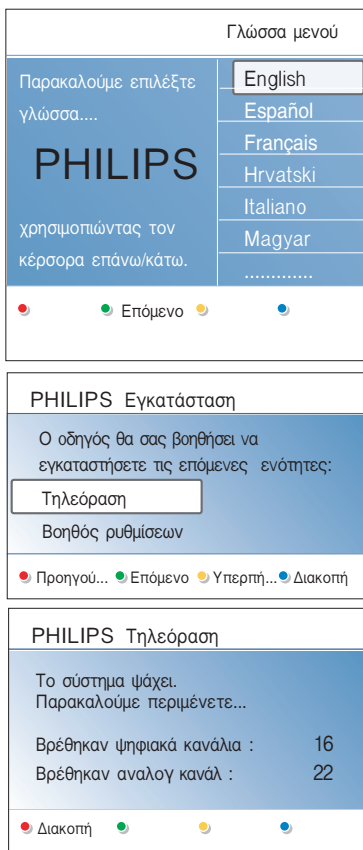 Γλώσσα μενού
Παρακαλούμε επιλέξτε
γλώσσα....
PHILIPS
χρησιμοπιώντας τον
κέρσορα επάνω/κάτω.
English
Español
Français
Hrvatski
Italiano
Magyar
.............
Επόμενο
PHILIPS Εγκατάσταση
Ο οδηγός θα σας βοηθήσει να
εγκαταστήσετε τις επόμενες ενότητες:
Τηλεόραση
Βοηθός ρυθμίσεων
Προηγού... Επόμενο Υπερπή... Διακοπή
PHILIPS Τηλεόραση
Το σύστημα ψάχει.
Παρακαλούμε περιμένετε...
Βρέθηκαν ψηφιακά κανάλια : 16
Βρέθηκαν αναλογ κανάλ : 22
Διακοπή